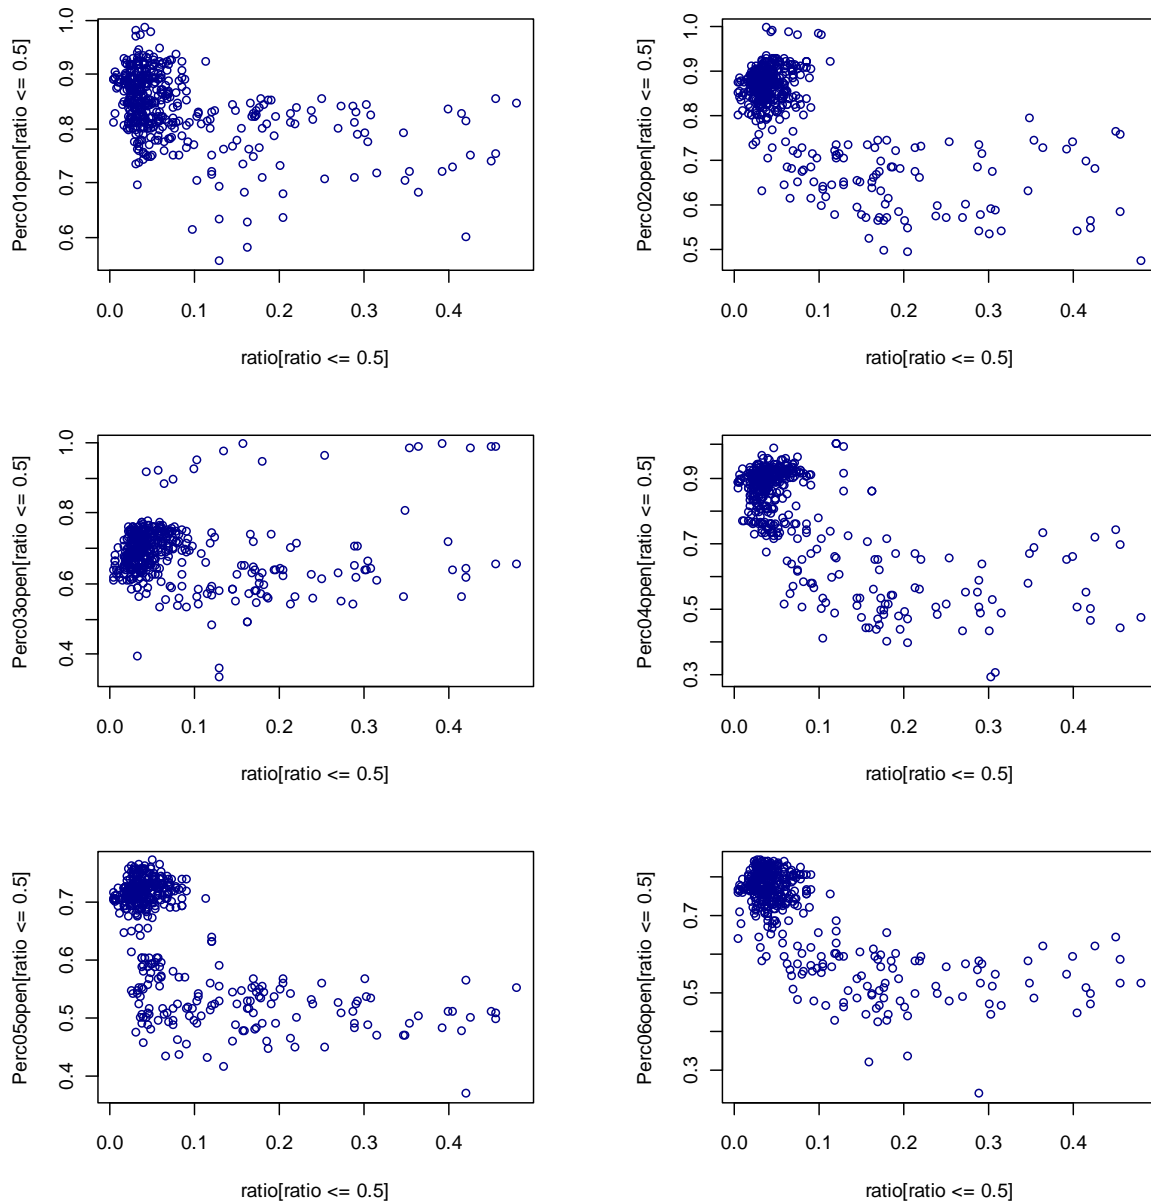 Perc01open[ratio <= 0.5]
1.0
0.9
0.8
0.7
0.6
0.0 0.1 0.2 0.3 0.4
ratio[ratio <= 0.5]
Perc02open[ratio <= 0.5]
1.0
0.9
0.8
0.7
0.6
0.5
0.0 0.1 0.2 0.3 0.4
ratio[ratio <= 0.5]
Perc03open[ratio <= 0.5]
1.0
0.8
0.6
0.4
0.0 0.1 0.2 0.3 0.4
ratio[ratio <= 0.5]
Perc04open[ratio <= 0.5]
0.9
0.7
0.5
0.3
0.0 0.1 0.2 0.3 0.4
ratio[ratio <= 0.5]
Perc05open[ratio <= 0.5]
0.7
0.6
0.5
0.4
0.0 0.1 0.2 0.3 0.4
ratio[ratio <= 0.5]
Perc06open[ratio <= 0.5]
0.7
0.5
0.3
0.0 0.1 0.2 0.3 0.4
ratio[ratio <= 0.5]